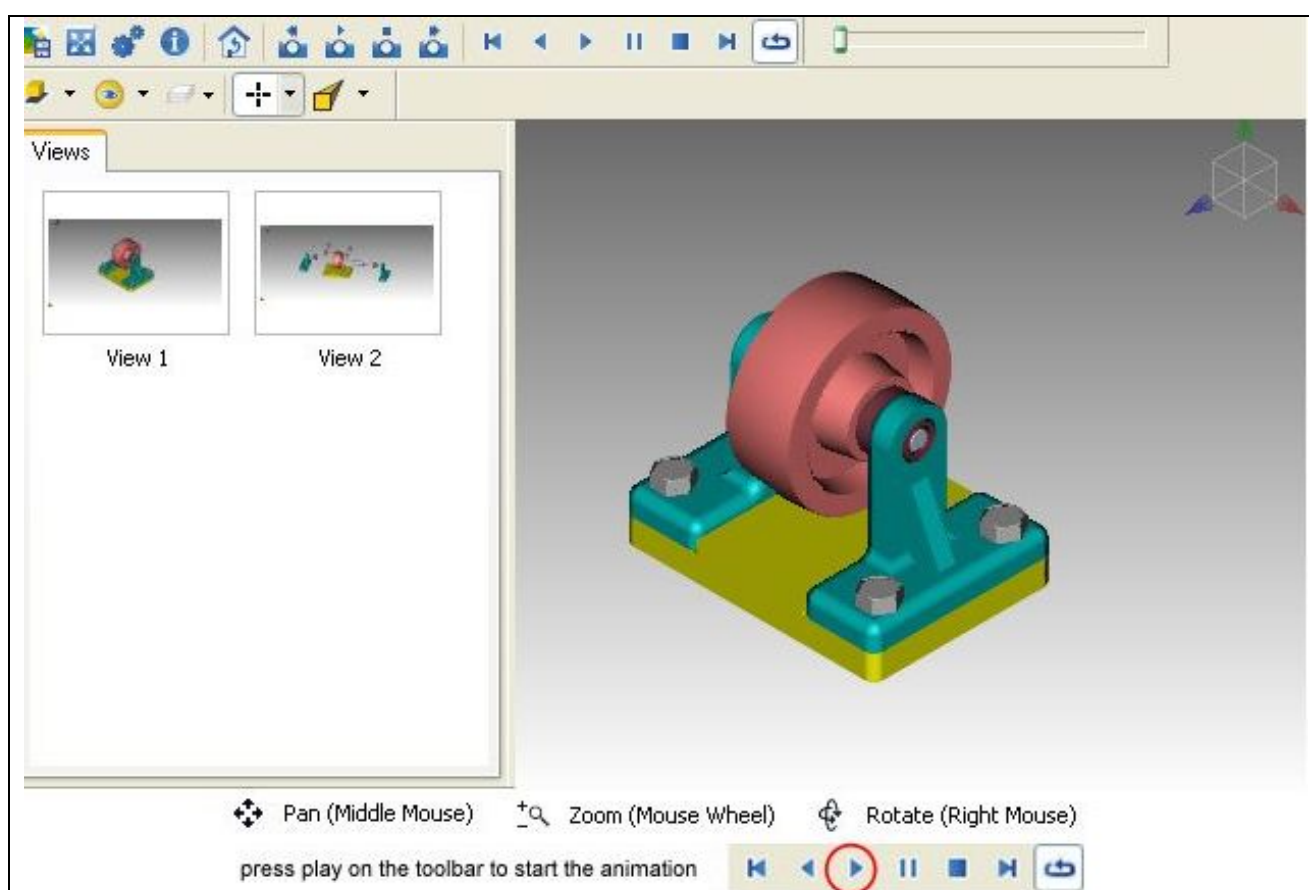 Views
View 1 View 2
Pan (Middle Mouse) Zoom (Mouse Wheel) Rotate (Right Mouse)
press play on the toolbar to start the animation